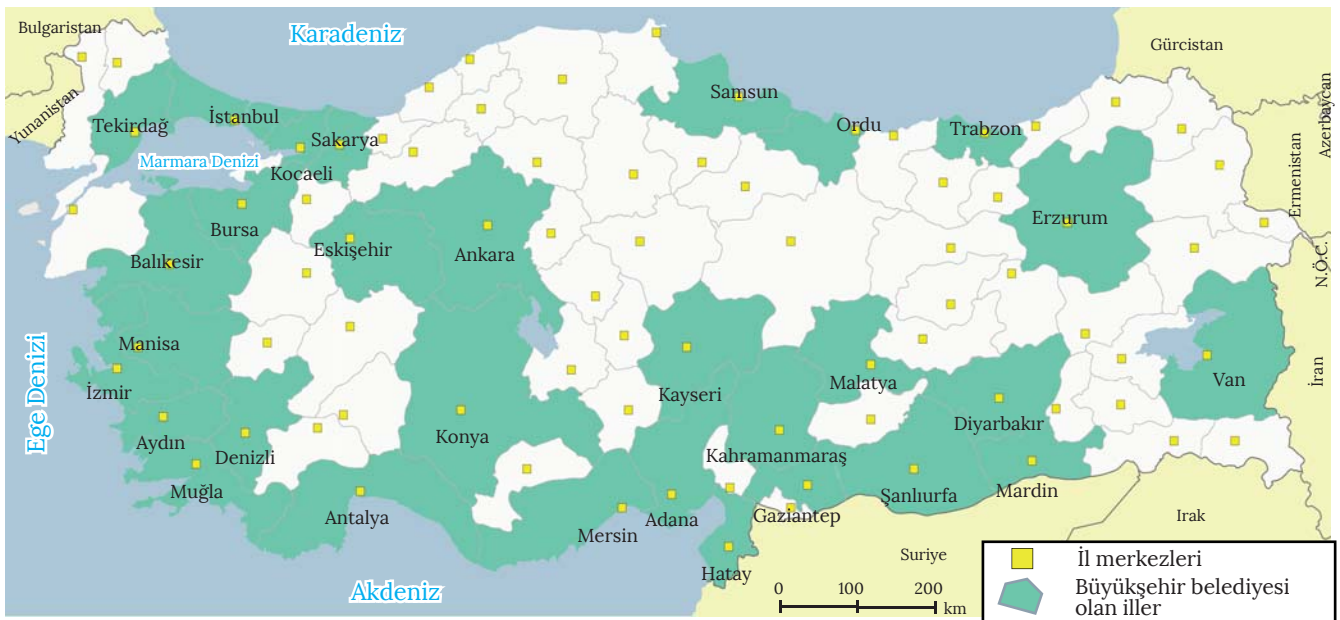 Bulgaristan
Karadeniz
Gürcistan
Yunanistan
Azerbaycan
Ermenistan
Tekirdağ
İstanbul
Sakarya
Samsun
Ordu
Trabzon
Marmara Denizi
Kocaeli
Bursa
Eskişehir
Ankara
Erzurum
Balıkesir
N.Ö.C.
Ege Denizi
Manisa
İzmir
Kayseri
Malatya
Van
İran
Aydın
Denizli
Konya
Diyarbakır
Kahramanmaraş
Muğla
Antalya
Mersin
Adana
Gaziantep
Şanlıurfa
Mardin
Irak
Hatay
Suriye
Akdeniz
0 100 200
km
İl merkezleri
Büyükşehir belediyesi
olan iller